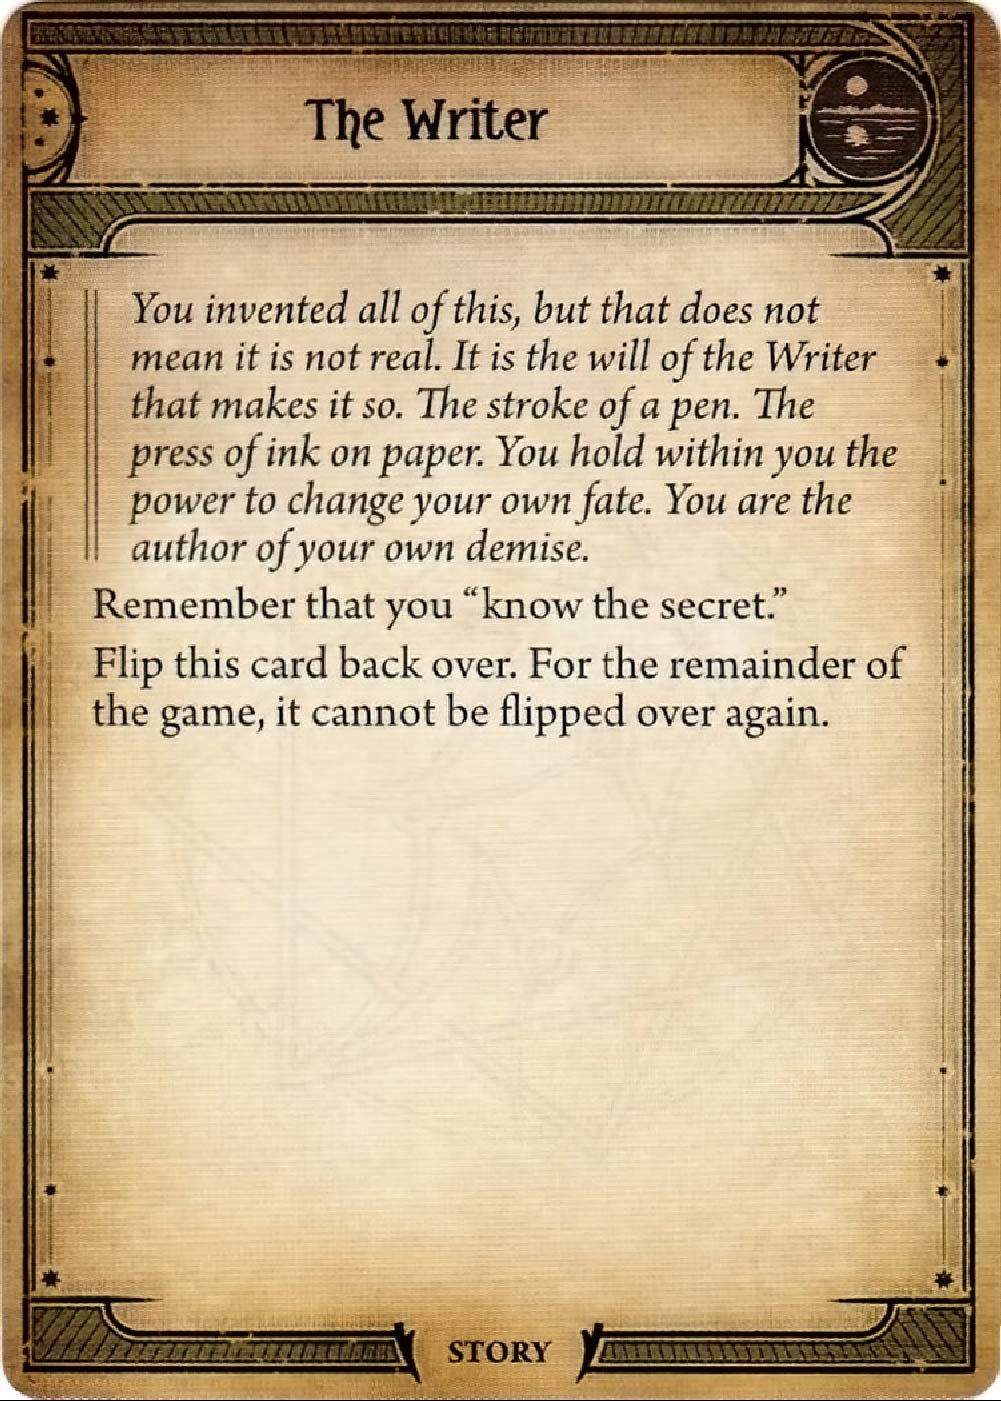 The Writer
You invented all of this, but that does not
mean it is not real. It is the will of the Writer
that makes it so. The stroke of a pen. The
press of ink on paper. You hold within you the
power to change your own fate. You are the
author of your own demise.
Remember that you “know the secret.”
Flip this card back over. For the remainder of
the game, it cannot be flipped over again.
STORY